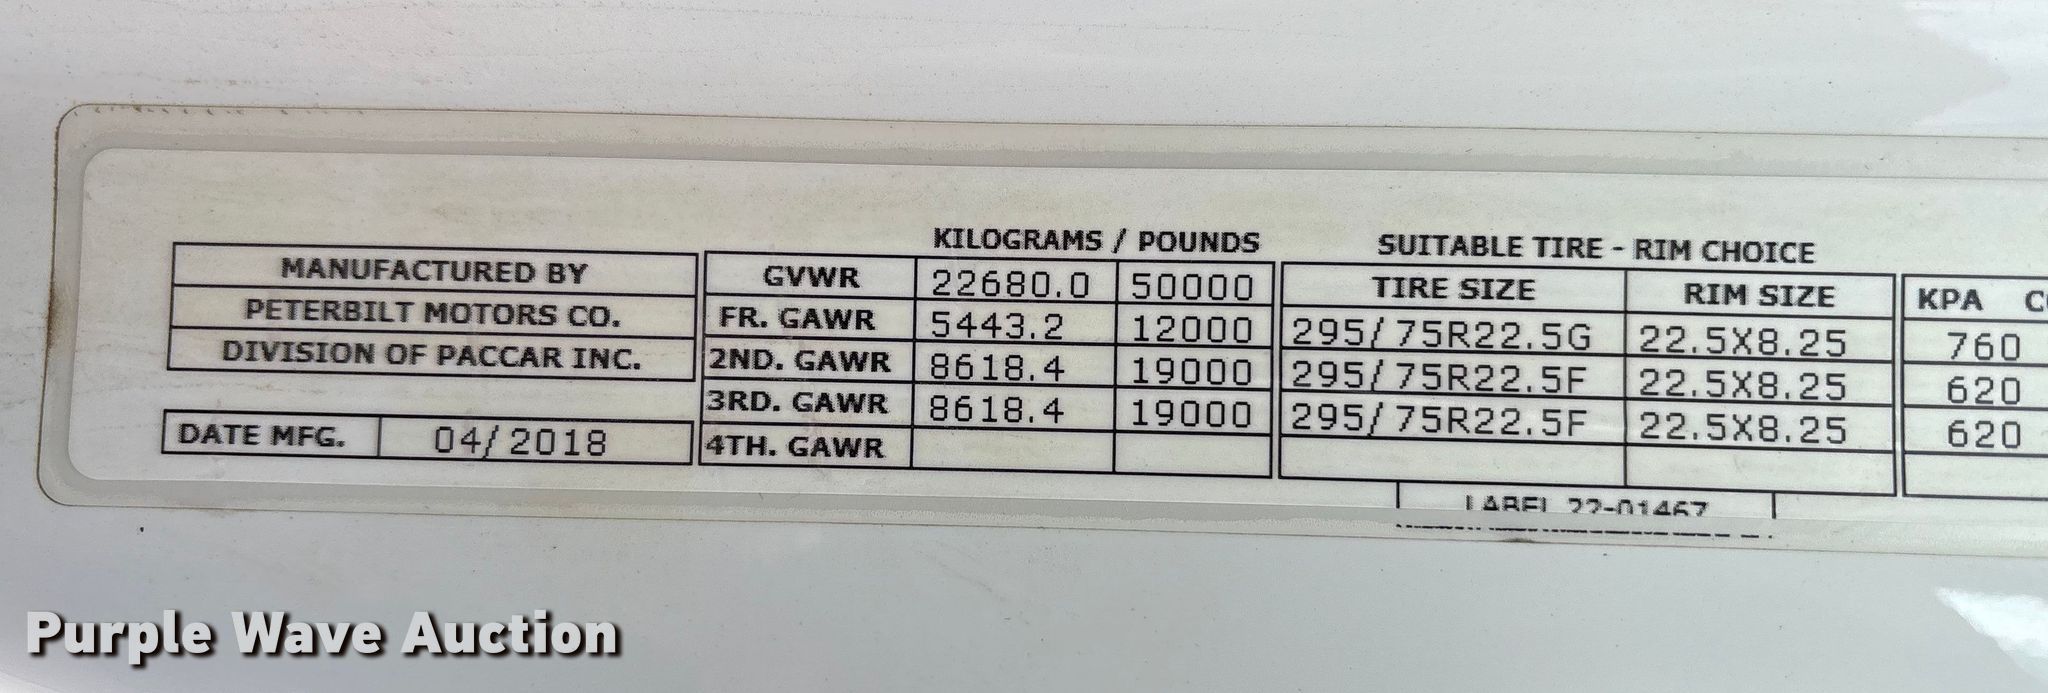 KILOGRAMS / POUNDS
SUITABLE TIRE - RIM CHOICE
MANUFACTURED BY
PETERBILT MOTORS CO.
DIVISION OF PACCAR INC.
DATE MFG. 04/2018
GVWR 22680.0 50000 TIRE SIZE RIM SIZE KPA
FR. GAWR 5443.2 12000 295/75R22.5G 22.5X8.25 760
2ND. GAWR 8618.4 19000 295/75R22.5F 22.5X8.25 620
3RD. GAWR 8618.4 19000 295/75R22.5F 22.5X8.25 620
4TH. GAWR
LABEL 22-01467
Purple Wave Auction